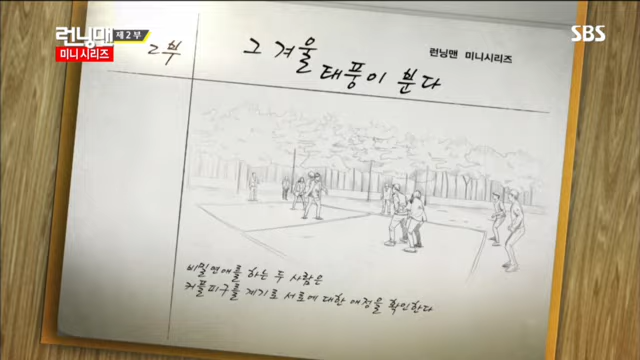 런닝맨 제2부
미니시리즈
SBS
2부
그 겨울
태풍이 분다
런닝맨 미니시리즈
비밀연애를 하는 두 사람은
커플피구를 계기로 서로에 대한 애정을 확인한다